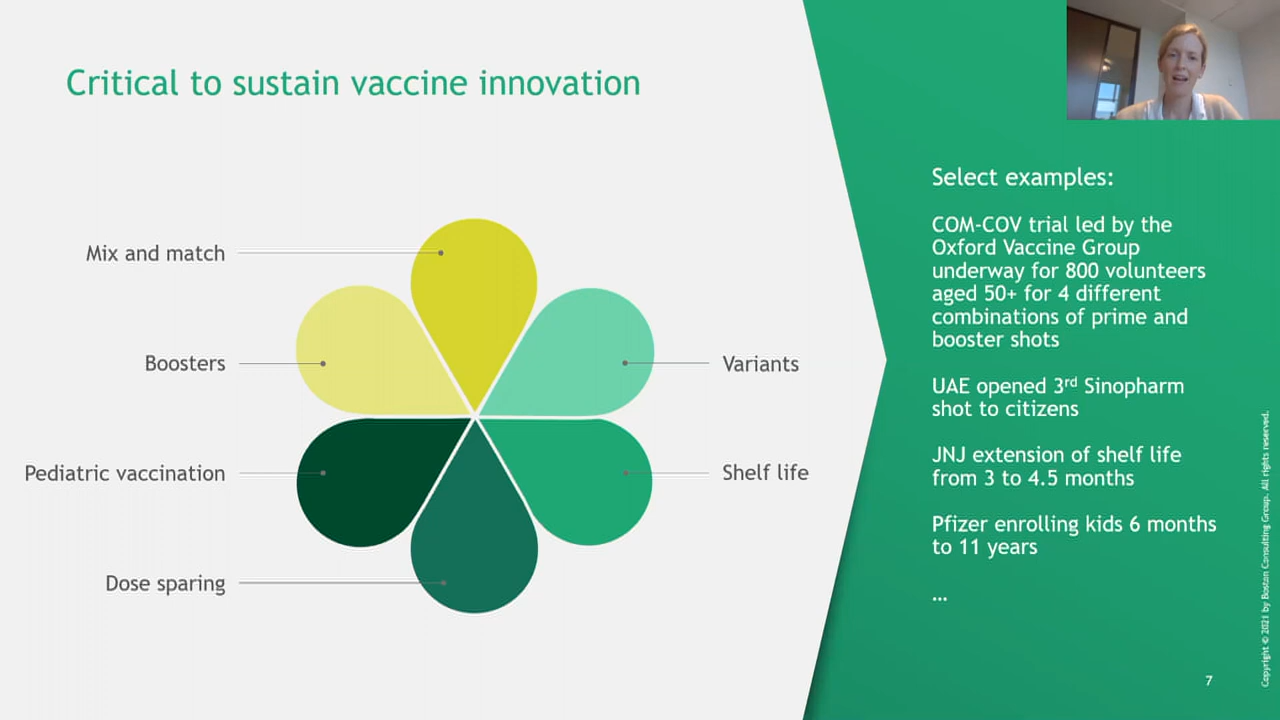 Critical to sustain vaccine innovation
Mix and match
Boosters
Pediatric vaccination
Dose sparing
Variants
Shelf life
Select examples:
COM-COV trial led by the
Oxford Vaccine Group
underway for 800 volunteers
aged 50+ for 4 different
combinations of prime and
booster shots
UAE opened 3rd Sinopharm
shot to citizens
JNJ extension of shelf life
from 3 to 4.5 months
Pfizer enrolling kids 6 months
to 11 years
...
7
Copyright © 2021 by Boston Consulting Group. All rights reserved.